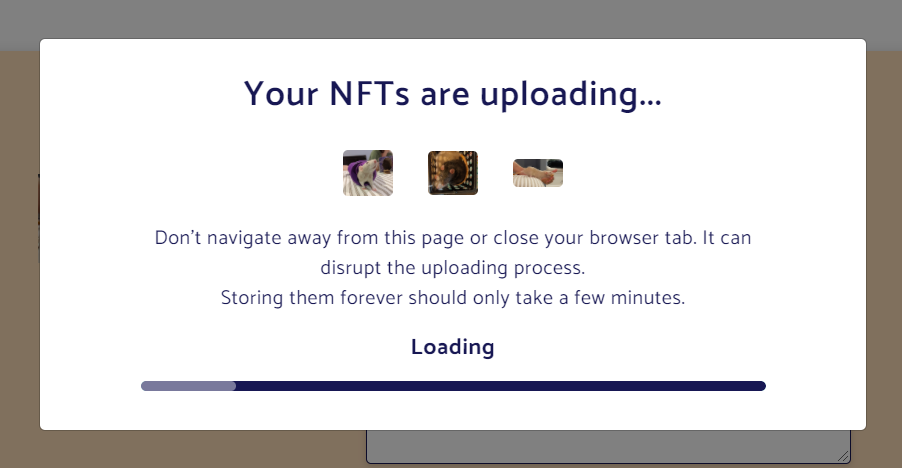 Your NFTs are uploading...
Don't navigate away from this page or close your browser tab. It can
disrupt the uploading process.
Storing them forever should only take a few minutes.
Loading